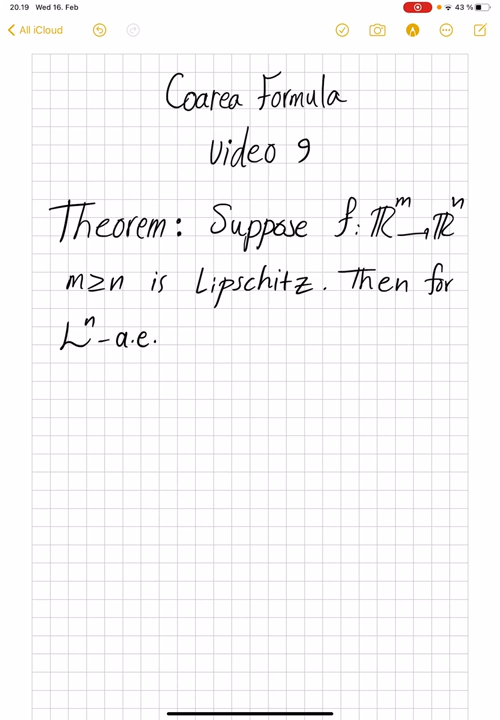 20.19 Wed 16. Feb 43 %
All iCloud
Coarea Formula
Video 9
Theorem: Suppose f: ℝ^m → ℝ^n
m ≥ n is Lipschitz. Then for
L^n - a.e.